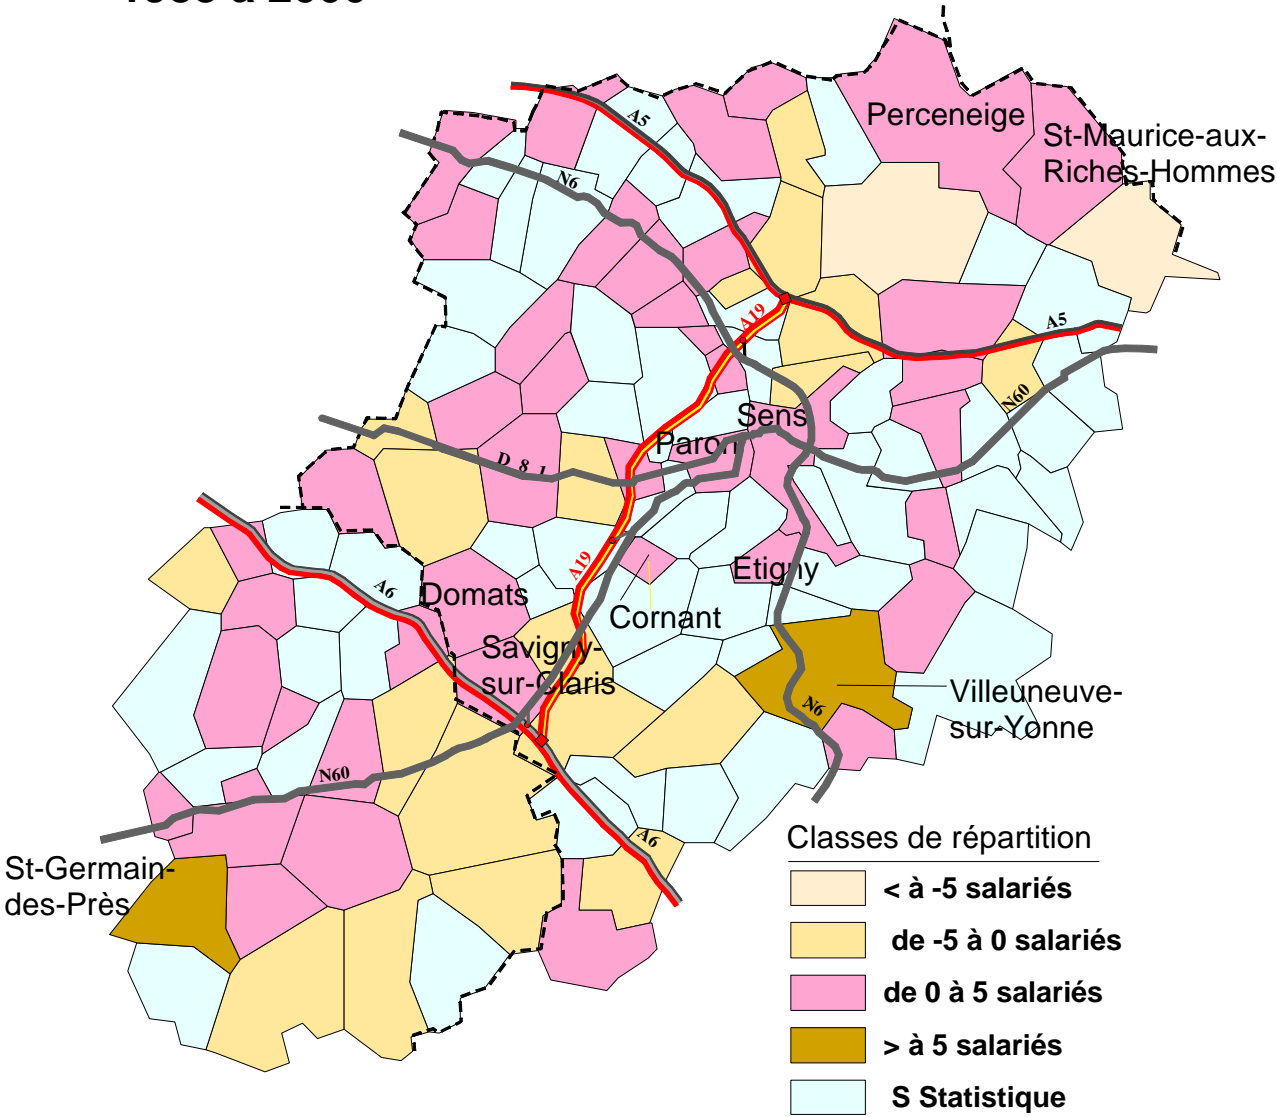 A5
Perceneige
St-Maurice-aux-
Riches-Hommes
N6
A19
A5
N60
Sens
Paron
D 8 1
A19
A6
Etigny
Domats
Cornant
Savigny-
sur-Claris
Villeuneuve-
sur-Yonne
N6
N60
A6
St-Germain-
des-Près
Classes de répartition
< à -5 salariés
de -5 à 0 salariés
de 0 à 5 salariés
> à 5 salariés
S Statistique